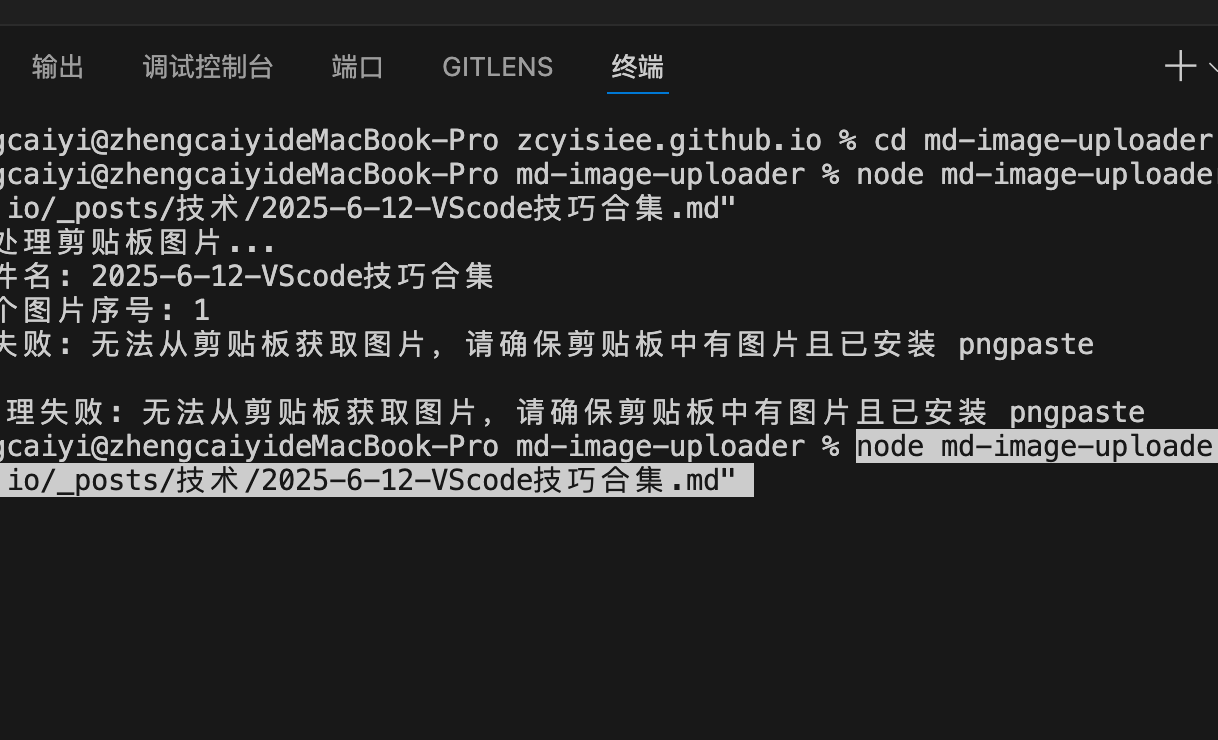 输出 调试控制台 端口 GITLENS 终端
gcaiyi@zhengcaiyideMacBook-Pro zcyisiee.github.io % cd md-image-uploader
gcaiyi@zhengcaiyideMacBook-Pro md-image-uploader % node md-image-uploade
io/_posts/技术/2025-6-12-VScode技巧合集.md"
处理剪贴板图片...
件名: 2025-6-12-VScode技巧合集
个图片序号: 1
失败: 无法从剪贴板获取图片, 请确保剪贴板中有图片且已安装 pngpaste
理失败: 无法从剪贴板获取图片, 请确保剪贴板中有图片且已安装 pngpaste
gcaiyi@zhengcaiyideMacBook-Pro md-image-uploader % node md-image-uploade
io/_posts/技术/2025-6-12-VScode技巧合集.md"